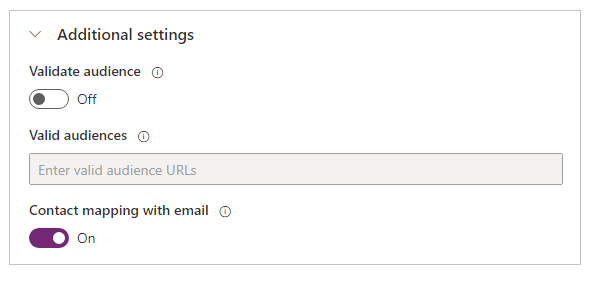 Additional settings
Validate audience
Off
Valid audiences
Enter valid audience URLs
Contact mapping with email
On